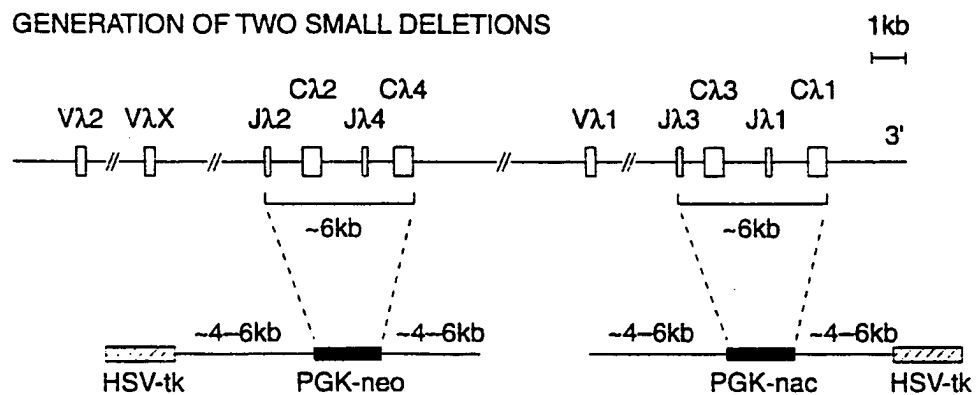 GENERATION OF TWO SMALL DELETIONS
1kb
Cλ2 Cλ4 Cλ3 Cλ1
Vλ2 VλX Jλ2 Jλ4 Vλ1 Jλ3 Jλ1 3'
~6kb ~6kb
~4–6kb ~4–6kb ~4–6kb ~4–6kb
HSV-tk PGK-neo PGK-nac HSV-tk